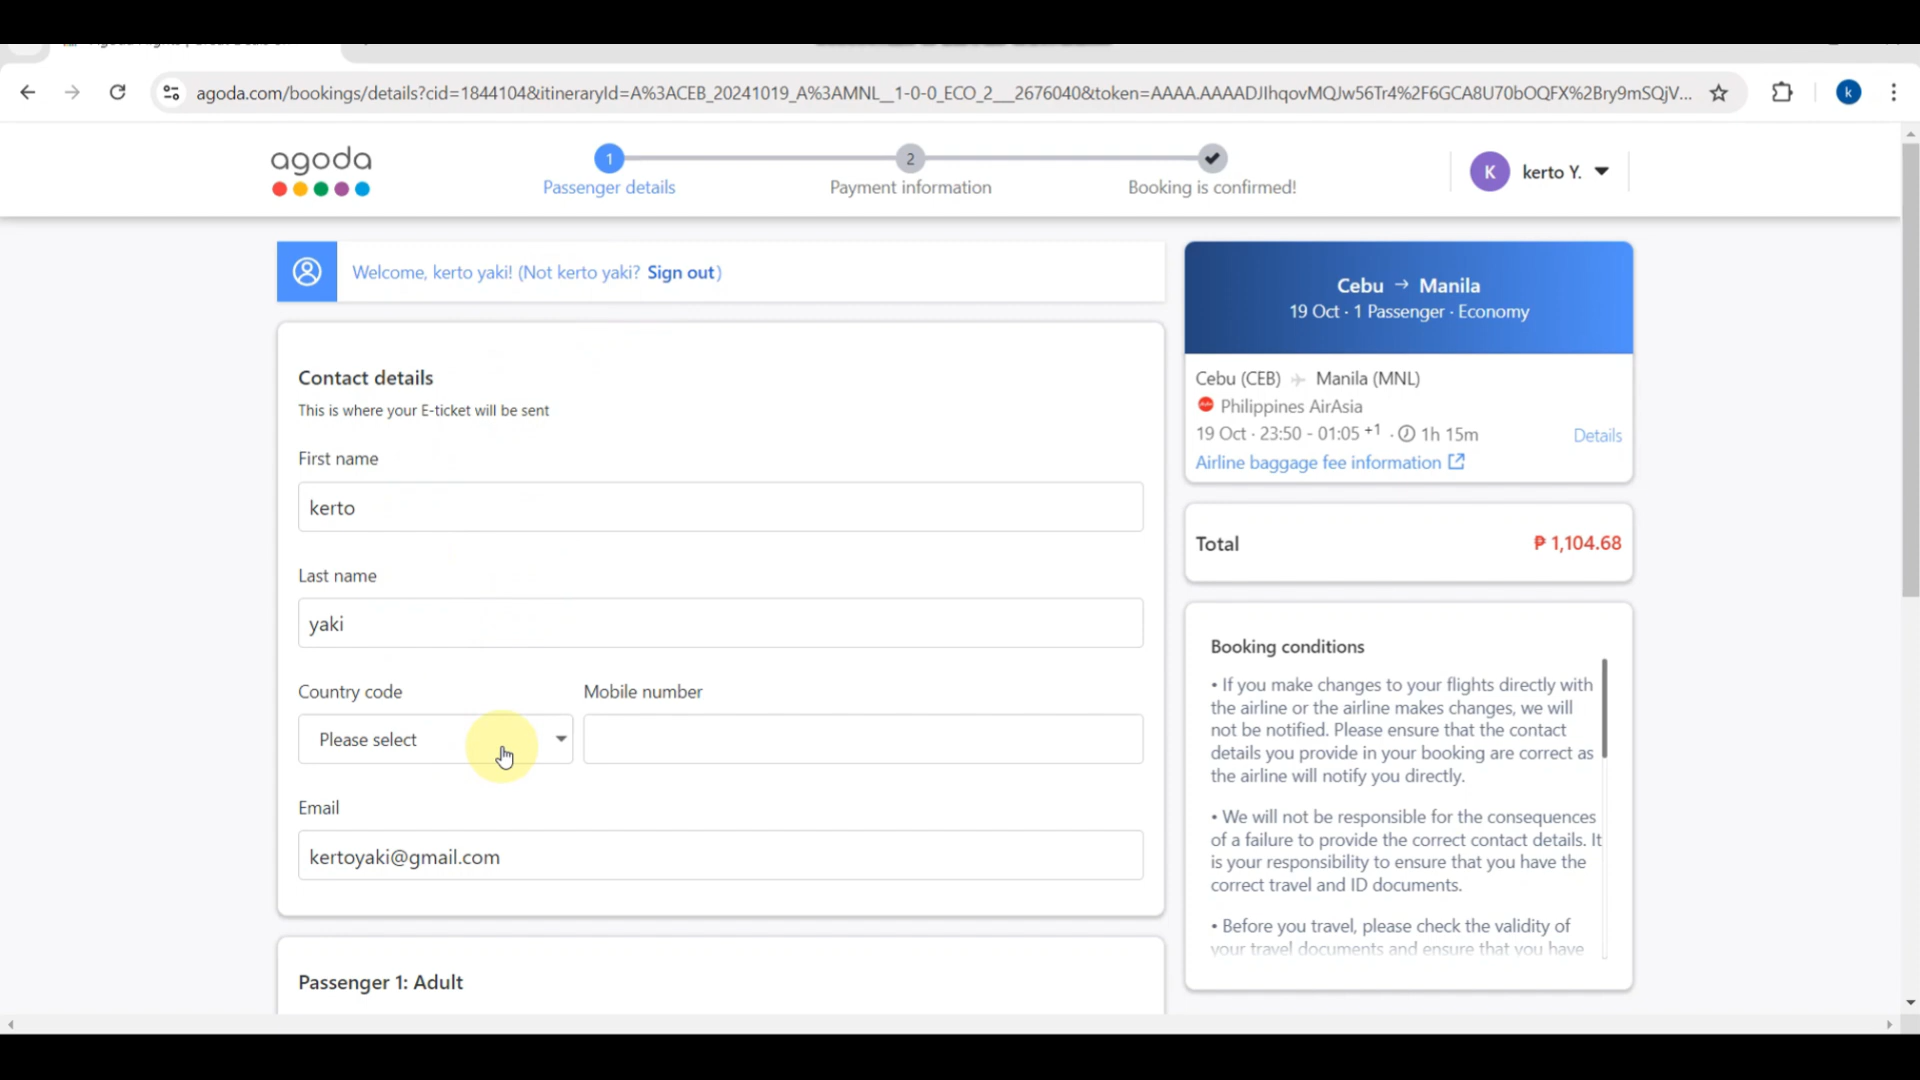 agoda.com/bookings/details?cid=1844104&itineraryId=A%3ACEB_20241019_A%3AMNL__1-0-0_ECO_2___2676040&token=AAAA.AAAADJIhqovMQJw56Tr4%2F6GCA8U70bOQFX%2Bry9mSQjV...
k
agoda
1
Passenger details
2
Payment information
Booking is confirmed!
K
kerto Y.
Welcome, kerto yaki! (Not kerto yaki? Sign out)
Contact details
This is where your E-ticket will be sent
First name
kerto
Last name
yaki
Country code
Mobile number
Please select
Email
kertoyaki@gmail.com
Passenger 1: Adult
Cebu → Manila
19 Oct · 1 Passenger · Economy
Cebu (CEB) Manila (MNL)
Philippines AirAsia
19 Oct · 23:50 - 01:05 +1 · 1h 15m
Details
Airline baggage fee information
Total
₱ 1,104.68
Booking conditions
• If you make changes to your flights directly with
the airline or the airline makes changes, we will
not be notified. Please ensure that the contact
details you provide in your booking are correct as
the airline will notify you directly.
• We will not be responsible for the consequences
of a failure to provide the correct contact details. It
is your responsibility to ensure that you have the
correct travel and ID documents.
• Before you travel, please check the validity of
your travel documents and ensure that you have